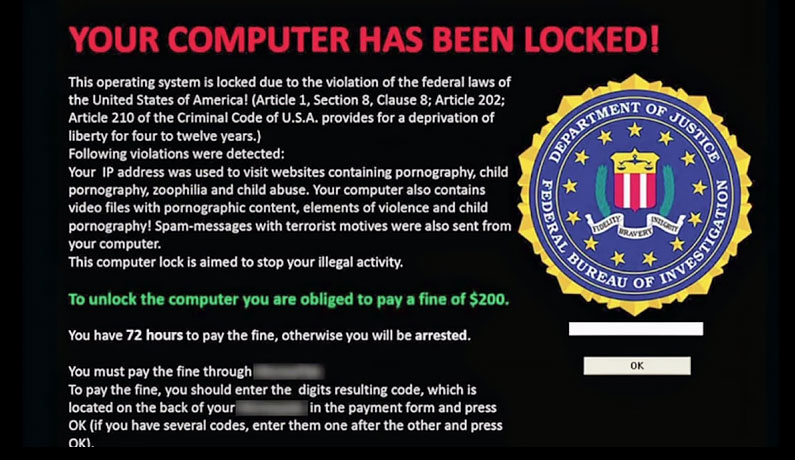 YOUR COMPUTER HAS BEEN LOCKED!
This operating system is locked due to the violation of the federal laws of
the United States of America! (Article 1, Section 8, Clause 8; Article 202;
Article 210 of the Criminal Code of U.S.A. provides for a deprivation of
liberty for four to twelve years.)
Following violations were detected:
Your IP address was used to visit websites containing pornography, child
pornography, zoophilia and child abuse. Your computer also contains
video files with pornographic content, elements of violence and child
pornography! Spam-messages with terrorist motives were also sent from
your computer.
This computer lock is aimed to stop your illegal activity.
To unlock the computer you are obliged to pay a fine of $200.
You have 72 hours to pay the fine, otherwise you will be arrested.
You must pay the fine through
To pay the fine, you should enter the digits resulting code, which is
located on the back of your in the payment form and press
OK (if you have several codes, enter them one after the other and press
OK).
DEPARTMENT OF JUSTICE
FEDERAL BUREAU OF INVESTIGATION
FIDELITY BRAVERY INTEGRITY
OK